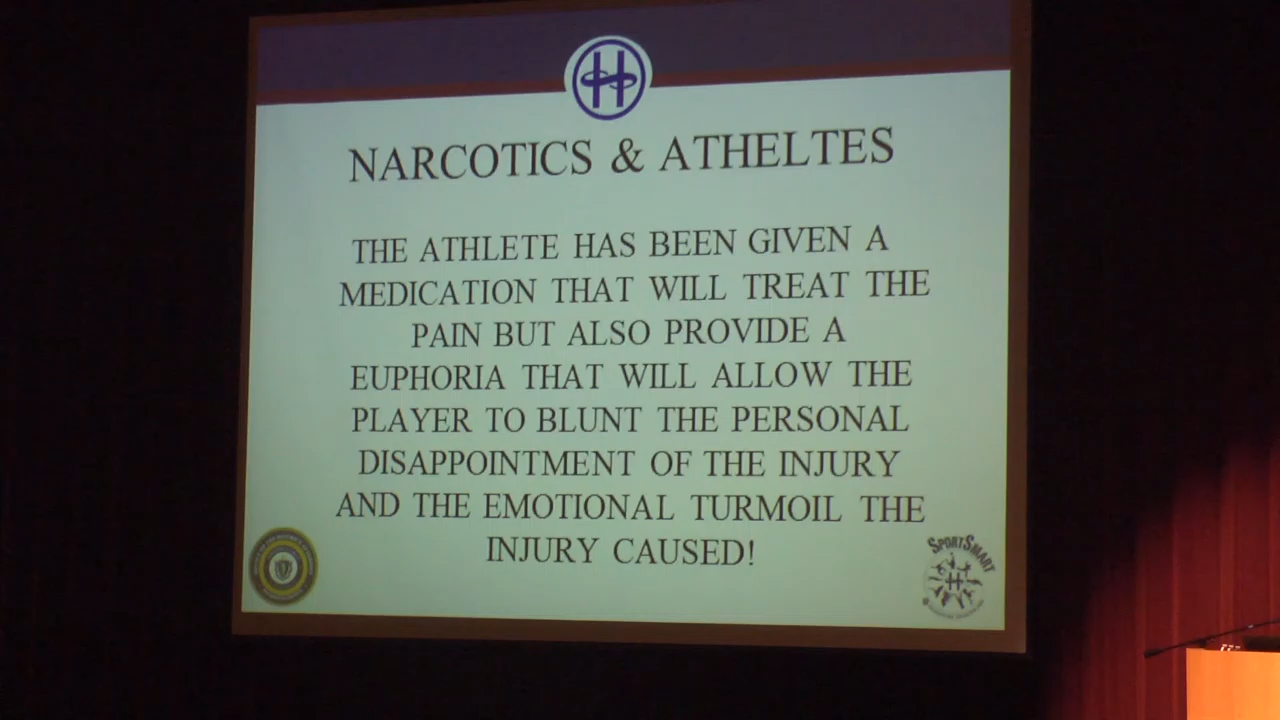 NARCOTICS & ATHELTES
THE ATHLETE HAS BEEN GIVEN A
MEDICATION THAT WILL TREAT THE
PAIN BUT ALSO PROVIDE A
EUPHORIA THAT WILL ALLOW THE
PLAYER TO BLUNT THE PERSONAL
DISAPPOINTMENT OF THE INJURY
AND THE EMOTIONAL TURMOIL THE
INJURY CAUSED!
SPORTSMART
H